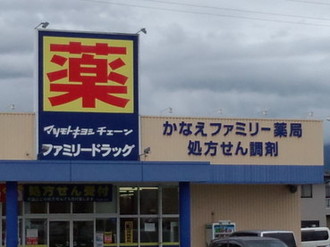 薬
マツモトキヨシ チェーン
ファミリードラッグ
かなえファミリー薬局
処方せん調剤
処方せん受付